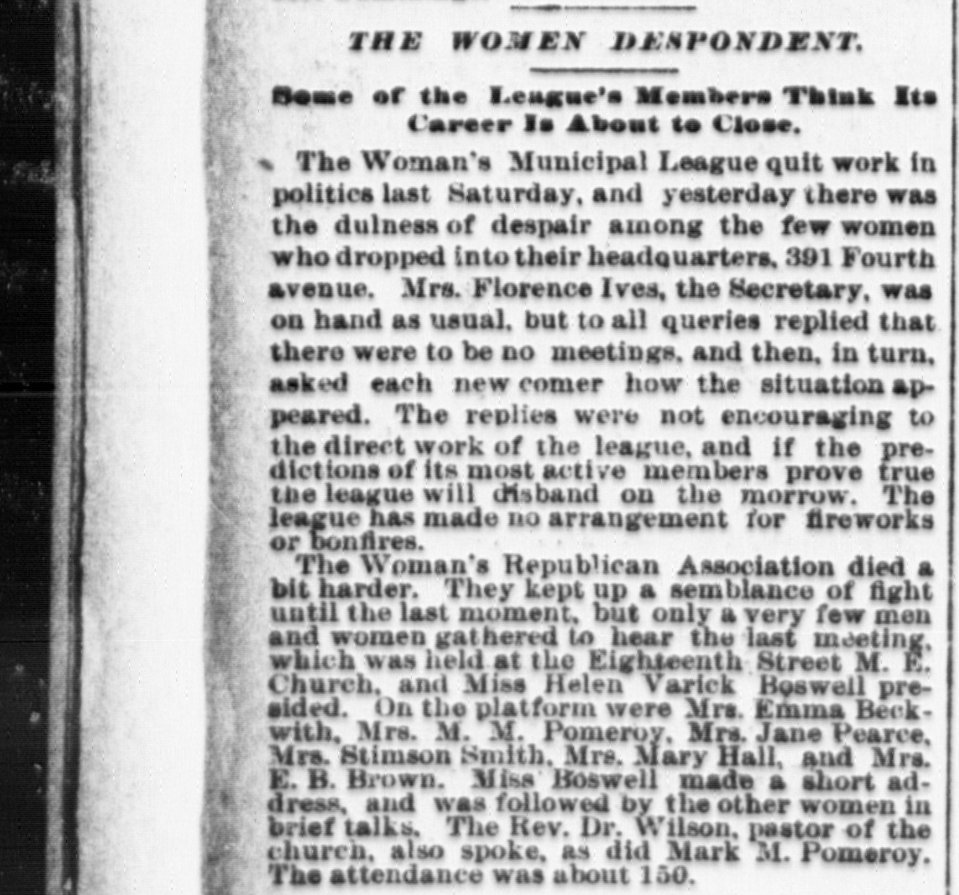 THE WOMEN DESPONDENT.
Some of the League's Members Think Its
Career Is About to Close.
The Woman's Municipal League quit work in
politics last Saturday, and yesterday there was
the dulness of despair among the few women
who dropped into their headquarters, 391 Fourth
avenue. Mrs. Florence Ives, the Secretary, was
on hand as usual, but to all queries replied that
there were to be no meetings, and then, in turn,
asked each new comer how the situation ap-
peared. The replies were not encouraging to
the direct work of the league, and if the pre-
dictions of its most active members prove true
the league will disband on the morrow. The
league has made no arrangement for fireworks
or bonfires.
The Woman's Republican Association died a
bit harder. They kept up a semblance of fight
until the last moment, but only a very few men
and women gathered to hear the last meeting,
which was held at the Eighteenth Street M. E.
Church, and Miss Helen Varick Boswell pre-
sided. On the platform were Mrs. Emma Beck-
with, Mrs. M. M. Pomeroy, Mrs. Jane Pearce,
Mrs. Stimson Smith, Mrs. Mary Hall, and Mrs.
E. B. Brown. Miss Boswell made a short ad-
dress, and was followed by the other women in
brief talks. The Rev. Dr. Wilson, pastor of the
church, also spoke, as did Mark M. Pomeroy.
The attendance was about 150.